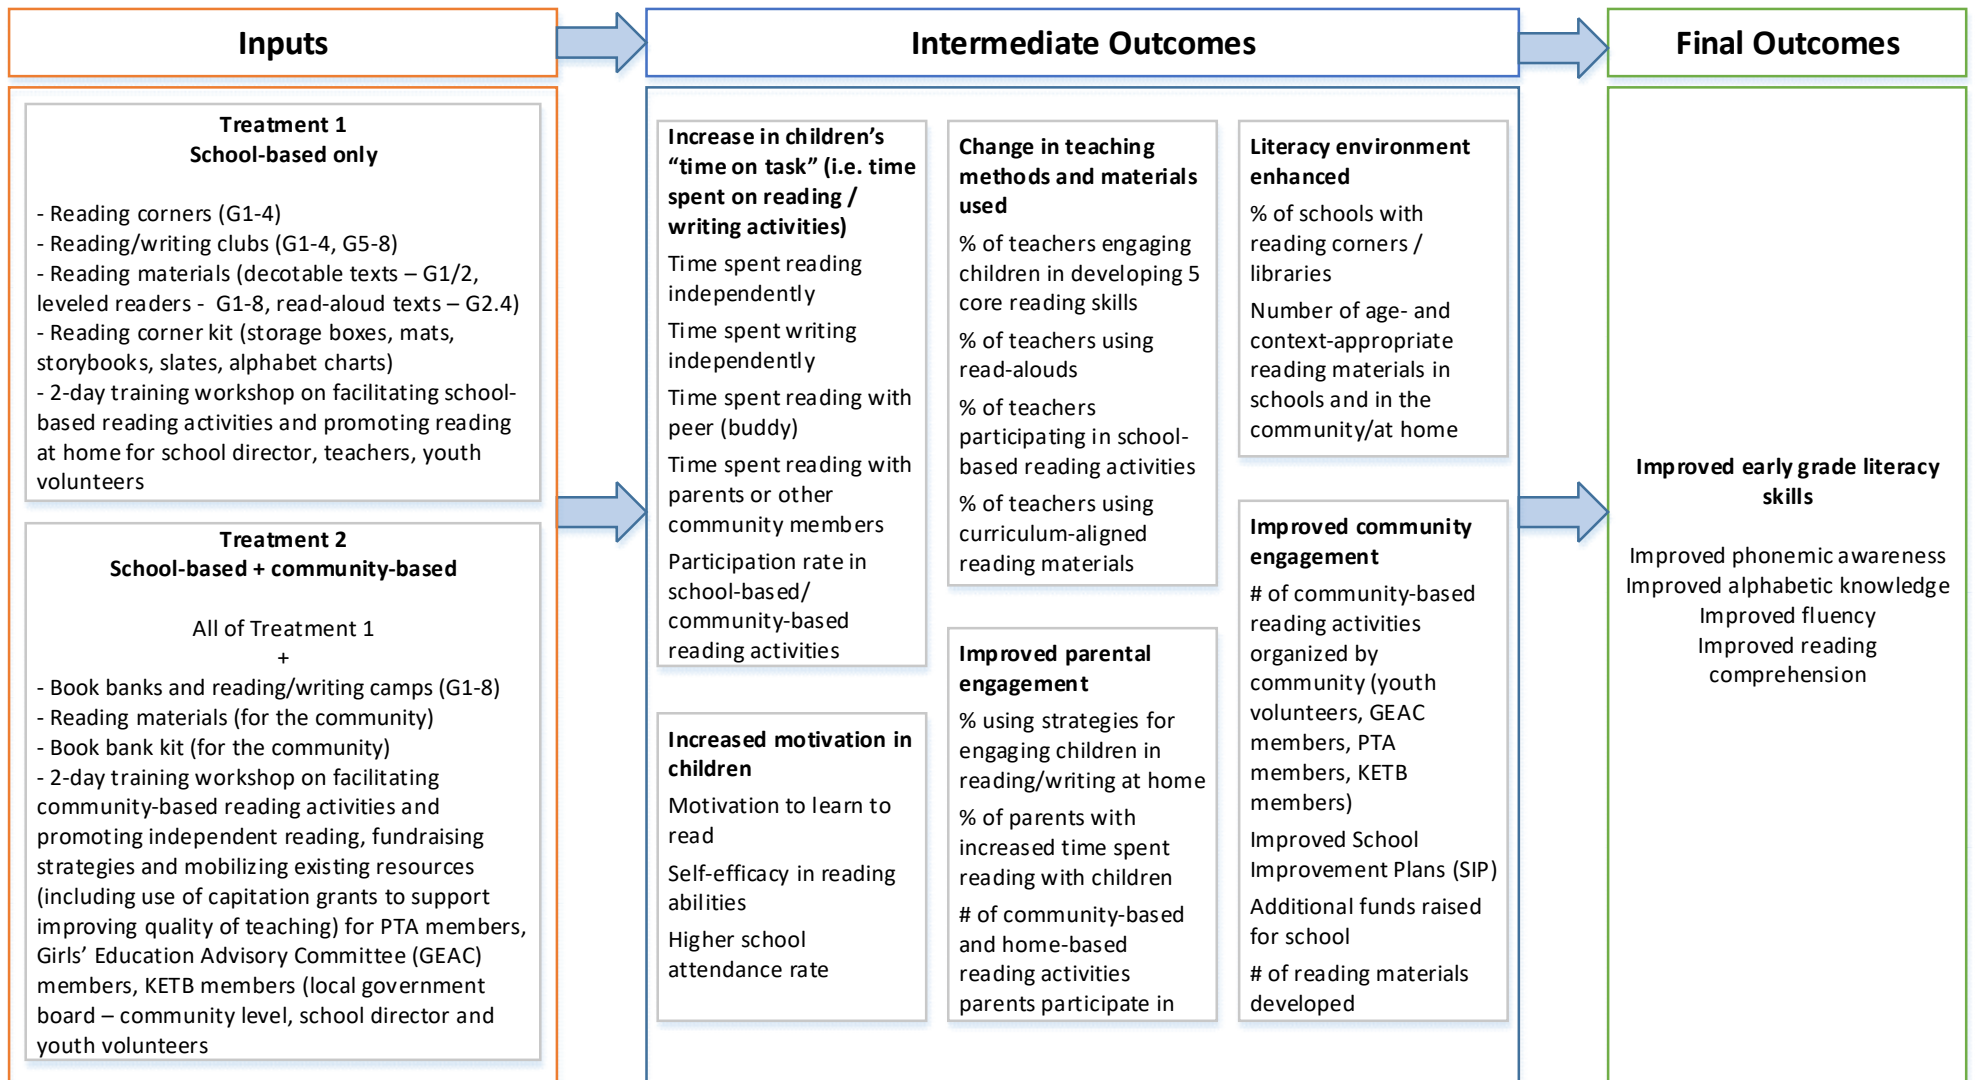 Inputs
Intermediate Outcomes
Final Outcomes
Treatment 1
School-based only
- Reading corners (G1-4)
- Reading/writing clubs (G1-4, G5-8)
- Reading materials (decotable texts – G1/2,
leveled readers -  G1-8, read-aloud texts – G2.4)
- Reading corner kit (storage boxes, mats,
storybooks, slates, alphabet charts)
- 2-day training workshop on facilitating school-
based reading activities and promoting reading
at home for school director, teachers, youth
volunteers
Treatment 2
School-based + community-based
All of Treatment 1
+
- Book banks and reading/writing camps (G1-8)
- Reading materials (for the community)
- Book bank kit (for the community)
- 2-day training workshop on facilitating
community-based reading activities and
promoting independent reading, fundraising
strategies and mobilizing existing resources
(including use of capitation grants to support
improving quality of teaching) for PTA members,
Girls’ Education Advisory Committee (GEAC)
members, KETB members (local government
board – community level, school director and
youth volunteers
Increase in children’s
“time on task” (i.e. time
spent on reading /
writing activities)
Time spent reading
independently
Time spent writing
independently
Time spent reading with
peer (buddy)
Time spent reading with
parents or other
community members
Participation rate in
school-based/
community-based
reading activities
Increased motivation in
children
Motivation to learn to
read
Self-efficacy in reading
abilities
Higher school
attendance rate
Change in teaching
methods and materials
used
% of teachers engaging
children in developing 5
core reading skills
% of teachers using
read-alouds
% of teachers
participating in school-
based reading activities
% of teachers using
curriculum-aligned
reading materials
Improved parental
engagement
% using strategies for
engaging children in
reading/writing at home
% of parents with
increased time spent
reading with children
# of community-based
and home-based
reading activities
parents participate in
Literacy environment
enhanced
% of schools with
reading corners /
libraries
Number of age- and
context-appropriate
reading materials in
schools and in the
community/at home
Improved community
engagement
# of community-based
reading activities
organized by
community (youth
volunteers, GEAC
members, PTA
members, KETB
members)
Improved School
Improvement Plans (SIP)
Additional funds raised
for school
# of reading materials
developed
Improved early grade literacy
skills
Improved phonemic awareness
Improved alphabetic knowledge
Improved fluency
Improved reading
comprehension